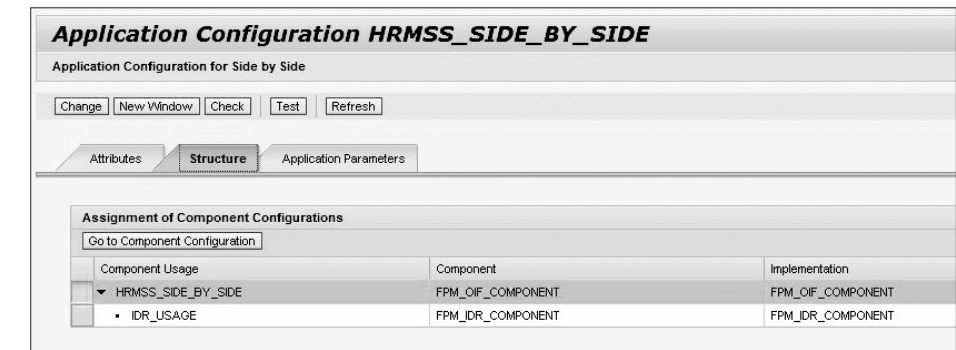 Application Configuration HRMSS_SIDE_BY_SIDE
Application Configuration for Side by Side
Change New Window Check Test Refresh
Attributes Structure Application Parameters
Assignment of Component Configurations
Go to Component Configuration
Component Usage Component Implementation
HRMSS_SIDE_BY_SIDE FPM_OIF_COMPONENT FPM_OIF_COMPONENT
IDR_USAGE FPM_IDR_COMPONENT FPM_IDR_COMPONENT